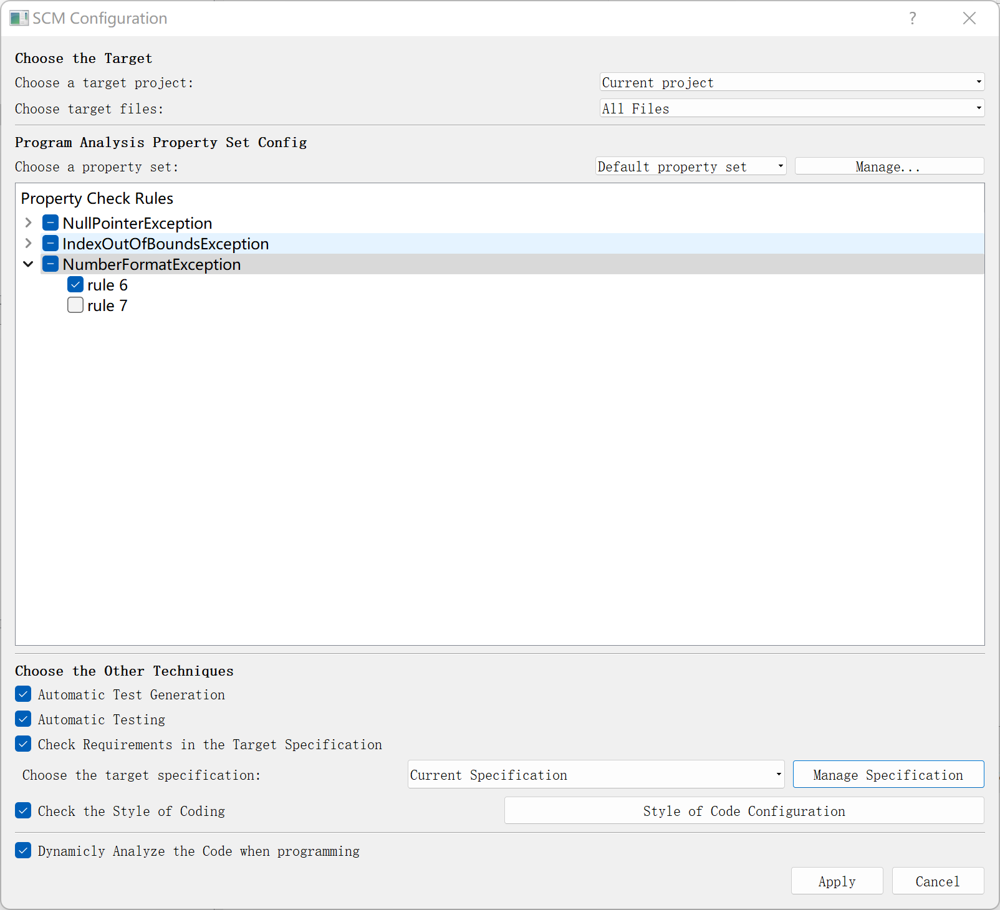 SCM Configuration ?
Choose the Target
Choose a target project: Current project
Choose target files: All Files
Program Analysis Property Set Config
Choose a property set: Default property set Manage...
Property Check Rules
NullPointerException
IndexOutOfBoundsException
NumberFormatException
rule 6
rule 7
Choose the Other Techniques
Automatic Test Generation
Automatic Testing
Check Requirements in the Target Specification
Choose the target specification: Current Specification Manage Specification
Check the Style of Coding Style of Code Configuration
Dynamicly Analyze the Code when programming
Apply Cancel